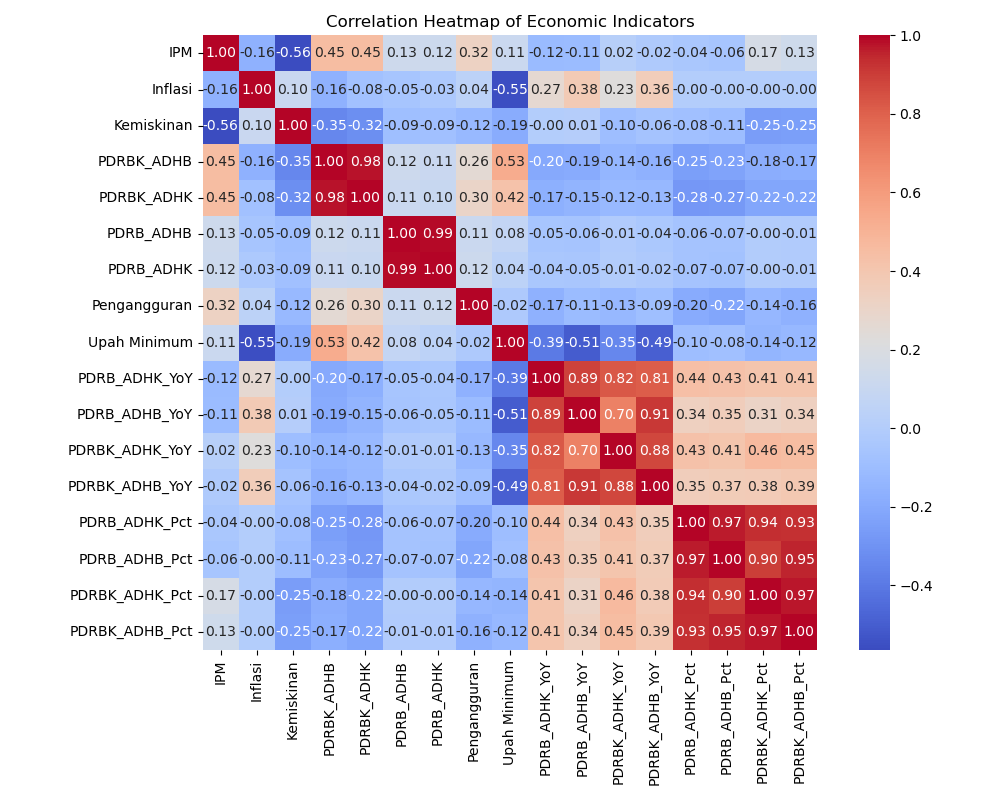 Correlation Heatmap of Economic Indicators
IPM 1.00 -0.16 -0.56 0.45 0.45 0.13 0.12 0.32 0.11 -0.12 -0.11 0.02 -0.02 -0.04 -0.06 0.17 0.13
Inflasi -0.16 1.00 0.10 -0.16 -0.08 -0.05 -0.03 0.04 -0.55 0.27 0.38 0.23 0.36 -0.00 -0.00 -0.00 -0.00
Kemiskinan -0.56 0.10 1.00 -0.35 -0.32 -0.09 -0.09 -0.12 -0.19 -0.00 0.01 -0.10 -0.06 -0.08 -0.11 -0.25 -0.25
PDRBK_ADHB 0.45 -0.16 -0.35 1.00 0.98 0.12 0.11 0.26 0.53 -0.20 -0.19 -0.14 -0.16 -0.25 -0.23 -0.18 -0.17
PDRBK_ADHK 0.45 -0.08 -0.32 0.98 1.00 0.11 0.10 0.30 0.42 -0.17 -0.15 -0.12 -0.13 -0.28 -0.27 -0.22 -0.22
PDRB_ADHB 0.13 -0.05 -0.09 0.12 0.11 1.00 0.99 0.11 0.08 -0.05 -0.06 -0.01 -0.04 -0.06 -0.07 -0.00 -0.01
PDRB_ADHK 0.12 -0.03 -0.09 0.11 0.10 0.99 1.00 0.12 0.04 -0.04 -0.05 -0.01 -0.02 -0.07 -0.07 -0.00 -0.01
Pengangguran 0.32 0.04 -0.12 0.26 0.30 0.11 0.12 1.00 -0.02 -0.17 -0.11 -0.13 -0.09 -0.20 -0.22 -0.14 -0.16
Upah Minimum 0.11 -0.55 -0.19 0.53 0.42 0.08 0.04 -0.02 1.00 -0.39 -0.51 -0.35 -0.49 -0.10 -0.08 -0.14 -0.12
PDRB_ADHK_YoY -0.12 0.27 -0.00 -0.20 -0.17 -0.05 -0.04 -0.17 -0.39 1.00 0.89 0.82 0.81 0.44 0.43 0.41 0.41
PDRB_ADHB_YoY -0.11 0.38 0.01 -0.19 -0.15 -0.06 -0.05 -0.11 -0.51 0.89 1.00 0.70 0.91 0.34 0.35 0.31 0.34
PDRBK_ADHK_YoY 0.02 0.23 -0.10 -0.14 -0.12 -0.01 -0.01 -0.13 -0.35 0.82 0.70 1.00 0.88 0.43 0.41 0.46 0.45
PDRBK_ADHB_YoY -0.02 0.36 -0.06 -0.16 -0.13 -0.04 -0.02 -0.09 -0.49 0.81 0.91 0.88 1.00 0.35 0.37 0.38 0.39
PDRB_ADHK_Pct -0.04 -0.00 -0.08 -0.25 -0.28 -0.06 -0.07 -0.20 -0.10 0.44 0.34 0.43 0.35 1.00 0.97 0.94 0.93
PDRB_ADHB_Pct -0.06 -0.00 -0.11 -0.23 -0.27 -0.07 -0.07 -0.22 -0.08 0.43 0.35 0.41 0.37 0.97 1.00 0.90 0.95
PDRBK_ADHK_Pct 0.17 -0.00 -0.25 -0.18 -0.22 -0.00 -0.00 -0.14 -0.14 0.41 0.31 0.46 0.38 0.94 0.90 1.00 0.97
PDRBK_ADHB_Pct 0.13 -0.00 -0.25 -0.17 -0.22 -0.01 -0.01 -0.16 -0.12 0.41 0.34 0.45 0.39 0.93 0.95 0.97 1.00
IPM
Inflasi
Kemiskinan
PDRBK_ADHB
PDRBK_ADHK
PDRB_ADHB
PDRB_ADHK
Pengangguran
Upah Minimum
PDRB_ADHK_YoY
PDRB_ADHB_YoY
PDRBK_ADHK_YoY
PDRBK_ADHB_YoY
PDRB_ADHK_Pct
PDRB_ADHB_Pct
PDRBK_ADHK_Pct
PDRBK_ADHB_Pct
1.0
0.8
0.6
0.4
0.2
0.0
−0.2
−0.4